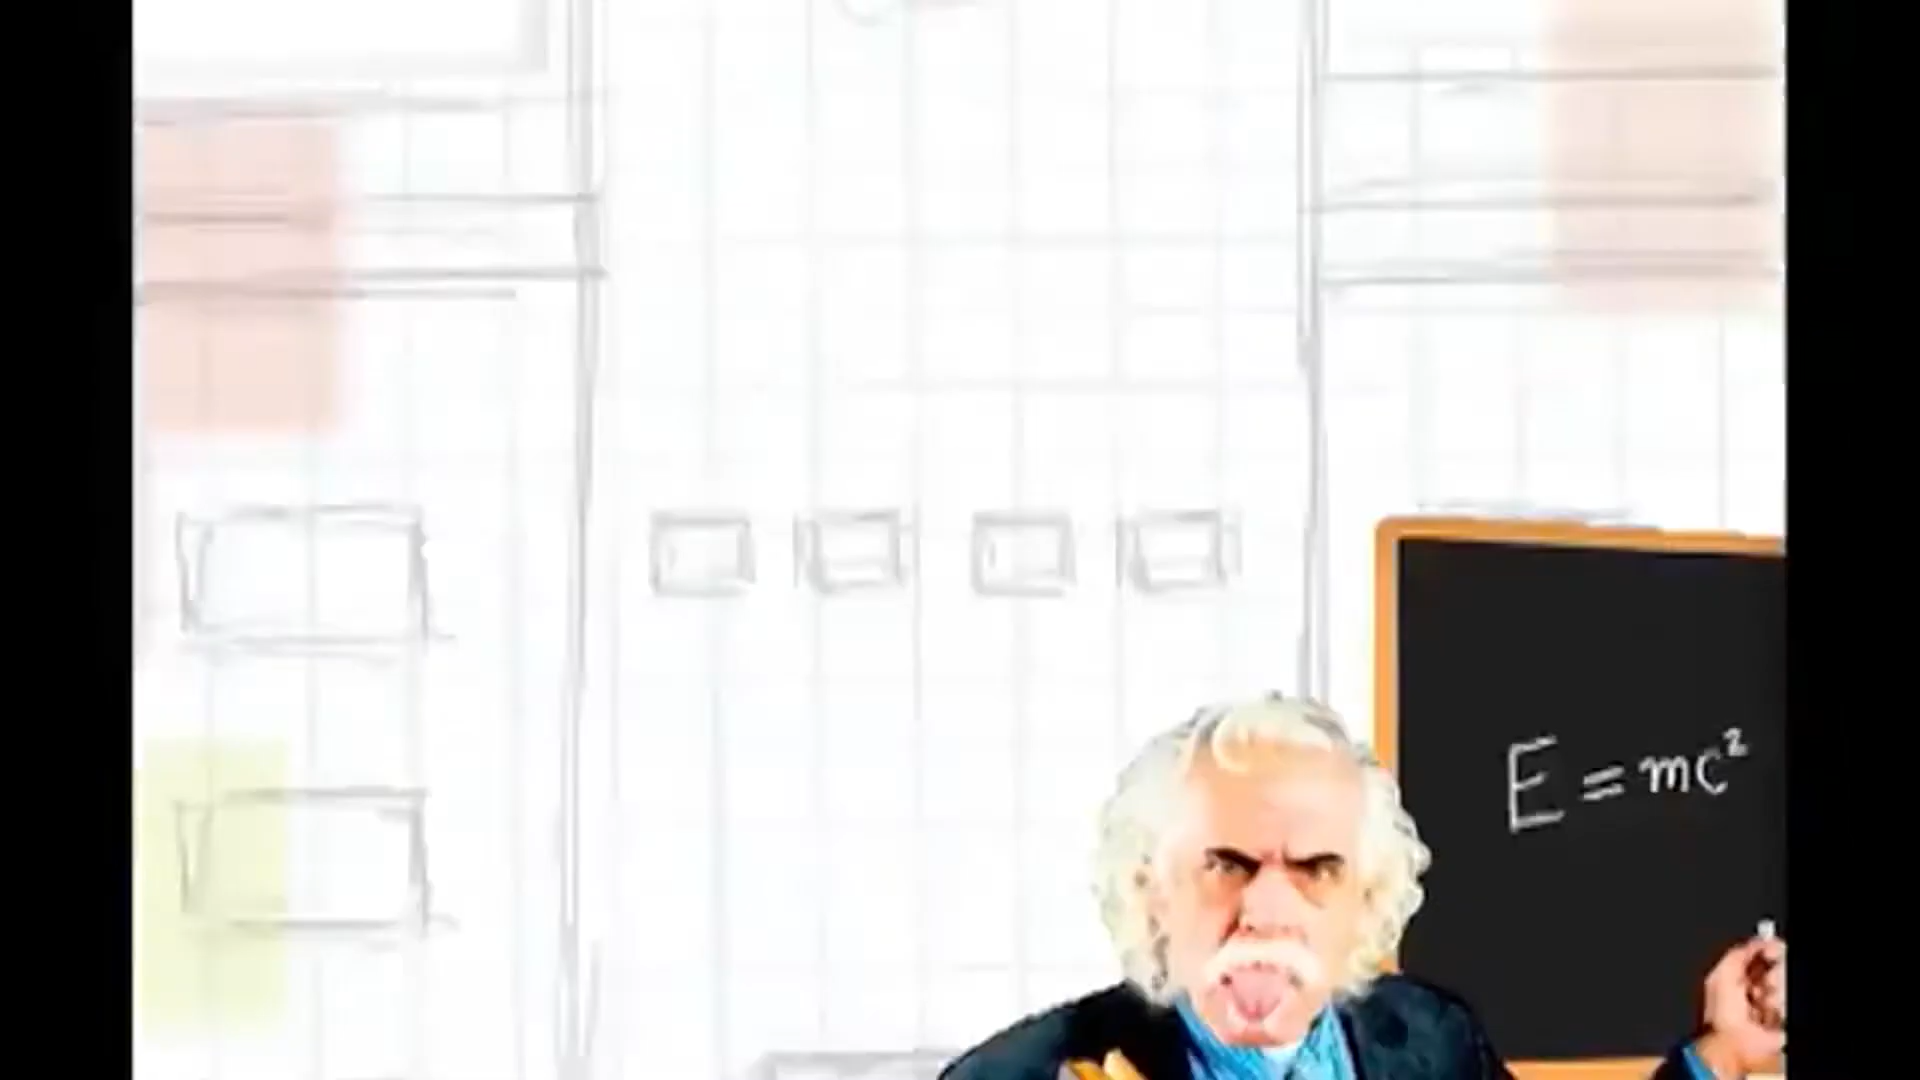 E = mc²